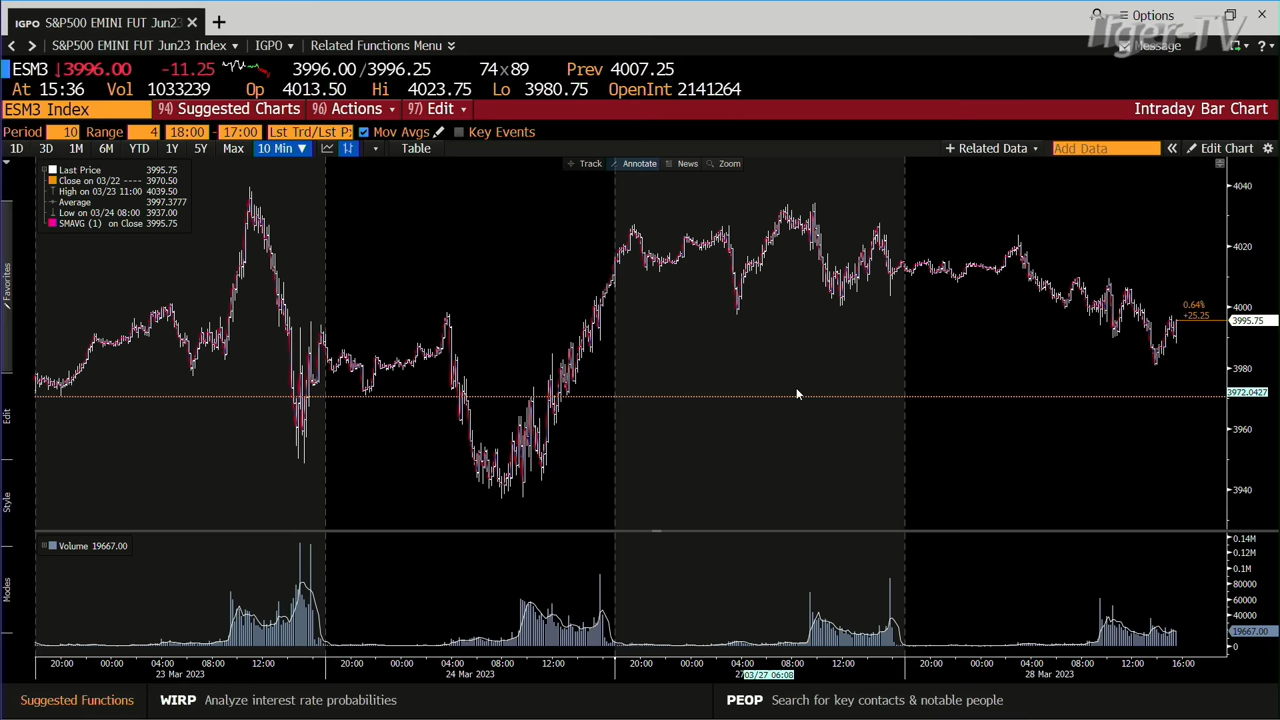 IGPO S&P500 EMINI FUT Jun23 × +
Options
Tiger-TV
S&P500 EMINI FUT Jun23 Index IGPO Related Functions Menu
Message
ESM3 ↓3996.00 -11.25 3996.00/3996.25 74x89 Prev 4007.25
At 15:36 Vol 1033239 Op 4013.50 Hi 4023.75 Lo 3980.75 OpenInt 2141264
ESM3 Index 94) Suggested Charts 96) Actions 97) Edit Intraday Bar Chart
Period 10 Range 4 18:00 - 17:00 Lst Trd/Lst P Mov Avgs Key Events
1D 3D 1M 6M YTD 1Y 5Y Max 10 Min ▼ Table + Related Data Add Data « Edit Chart
Track Annotate News Zoom
Last Price 3995.75
Close on 03/22 ---- 3970.50
High on 03/23 11:00 4039.50
Average 3997.3777
Low on 03/24 08:00 3937.00
SMAVG (1) on Close 3995.75
4040
4020
4000
0.64%
+25.25
3995.75
3980
3972.0427
3960
3940
Favorites
Edit
Style
Modes
Volume 19667.00
0.14M
0.12M
0.1M
80000
60000
40000
19667.00
0
20:00 00:00 04:00 08:00 12:00 20:00 00:00 04:00 08:00 12:00 20:00 00:00 04:00 08:00 12:00 20:00 00:00 04:00 08:00 12:00 16:00
23 Mar 2023 24 Mar 2023 27 03/27 06:08 28 Mar 2023
Suggested Functions WIRP Analyze interest rate probabilities PEOP Search for key contacts & notable people